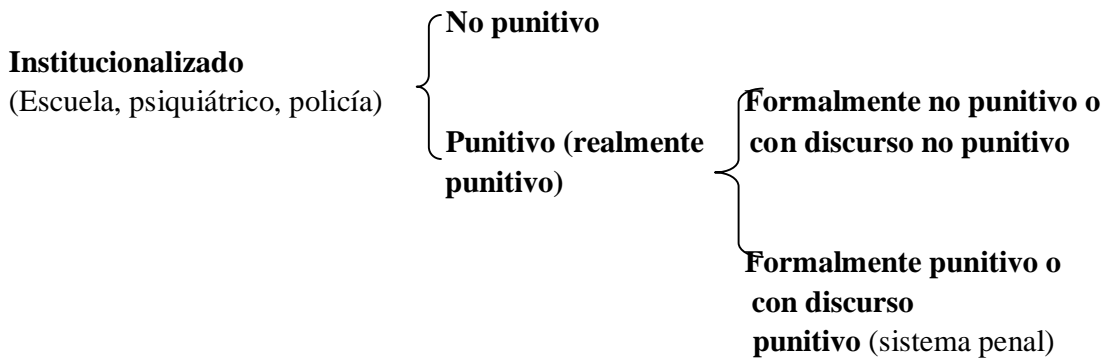 Institucionalizado
(Escuela, psiquiátrico, policía)
No punitivo
Punitivo (realmente
punitivo)
Formalmente no punitivo o
con discurso no punitivo
Formalmente punitivo o
con discurso
punitivo (sistema penal)